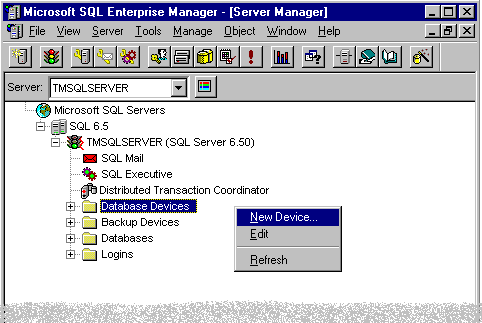 Microsoft SQL Enterprise Manager - [Server Manager]
File View Server Tools Manage Object Window Help
Server: TMSQLSERVER
Microsoft SQL Servers
SQL 6.5
TMSQLSERVER (SQL Server 6.50)
SQL Mail
SQL Executive
Distributed Transaction Coordinator
Database Devices
New Device...
Backup Devices
Edit
Databases
Logins
Refresh